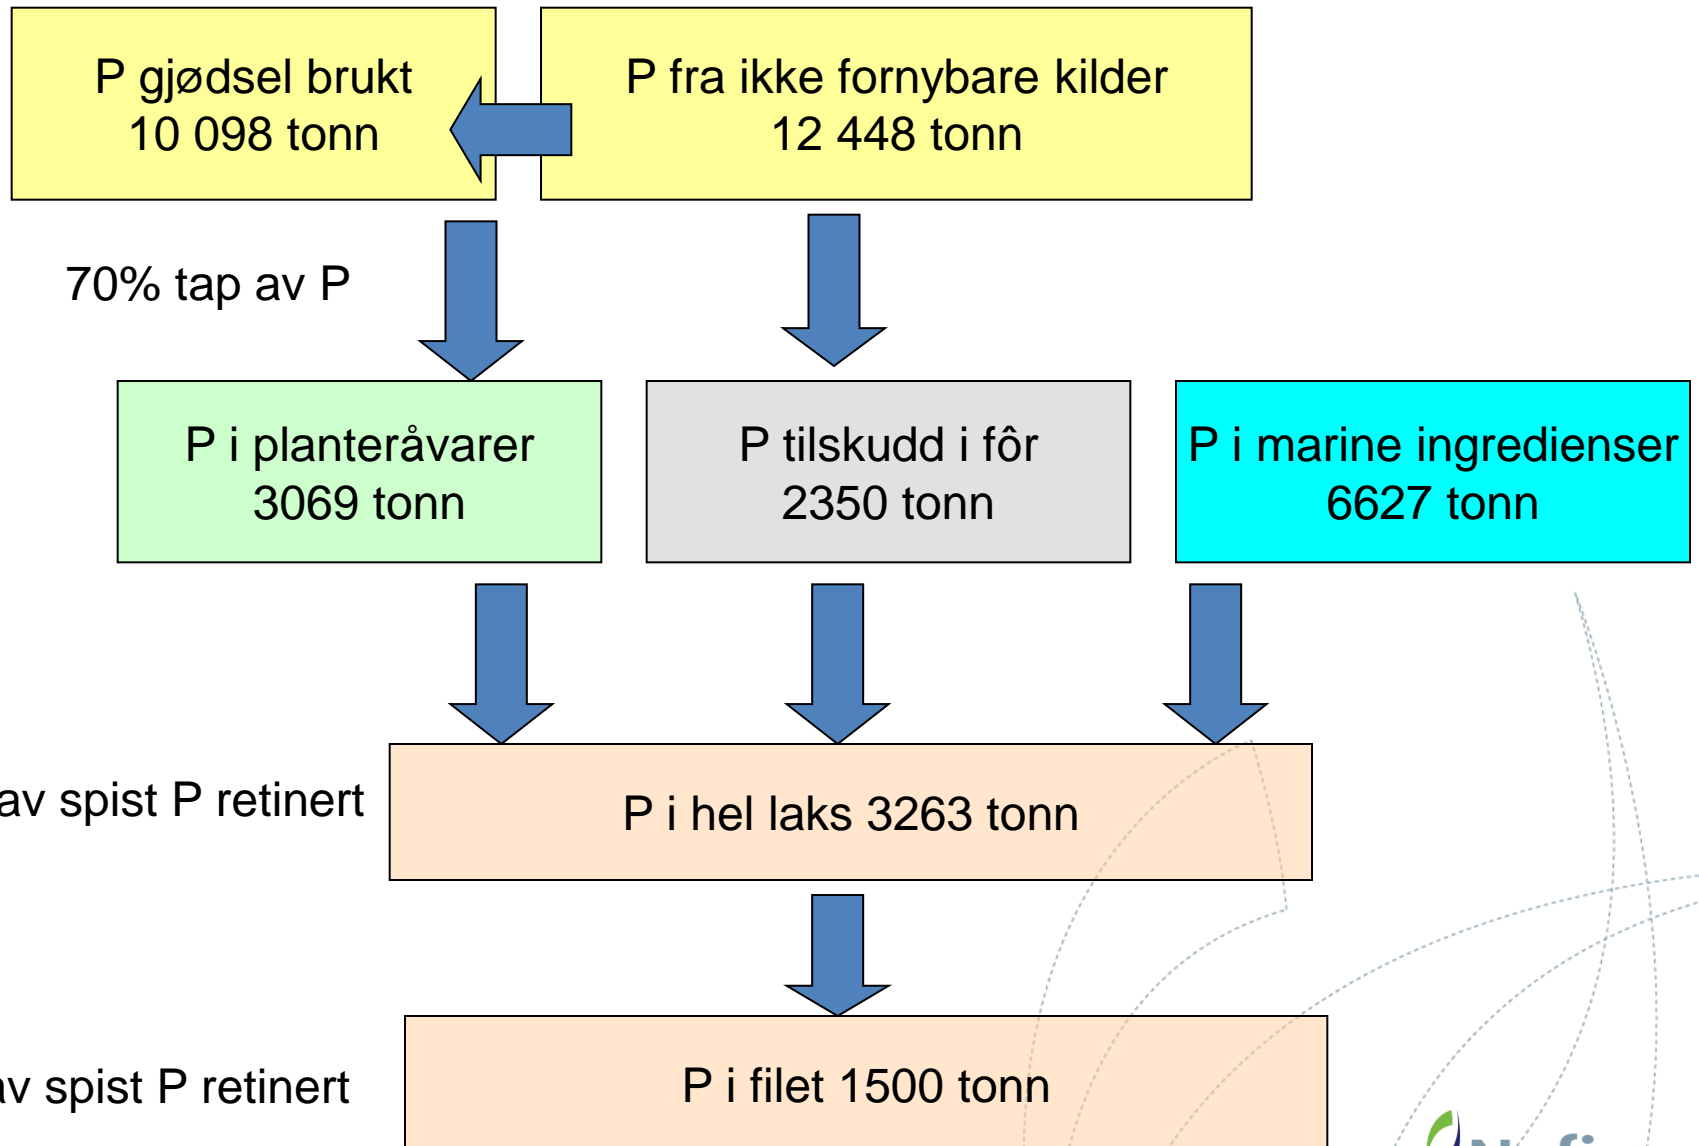 P gjødsel brukt
10 098 tonn
P fra ikke fornybare kilder
12 448 tonn
70% tap av P
P i planteråvarer
3069 tonn
P tilskudd i fôr
2350 tonn
P i marine ingredienser
6627 tonn
av spist P retinert
P i hel laks 3263 tonn
av spist P retinert
P i filet 1500 tonn